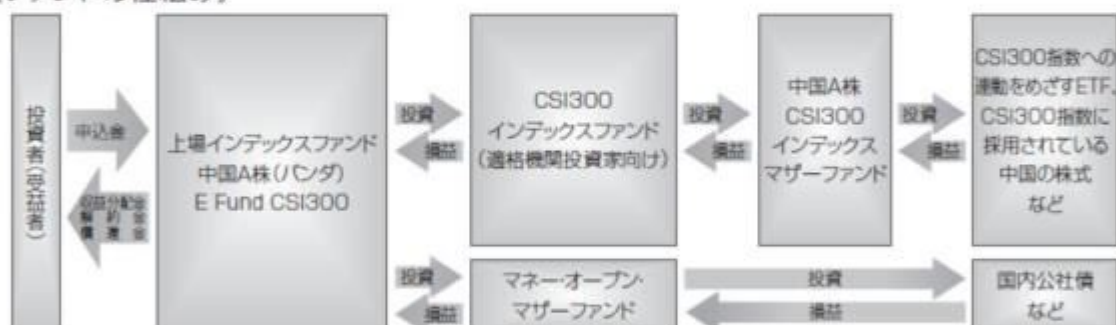 投資者(受益者)
申込金
収益分配金
解約金
償還金
上場インデックスファンド
中国A株(パンダ)
E Fund CSI300
投資
損益
CSI300
インデックスファンド
(適格機関投資家向け)
投資
損益
中国A株
CSI300
インデックス
マザーファンド
投資
損益
CSI300指数への
連動をめざすETF、
CSI300指数に
採用されている
中国の株式
など
投資
損益
マネー・オープン・
マザーファンド
投資
損益
国内公社債
など